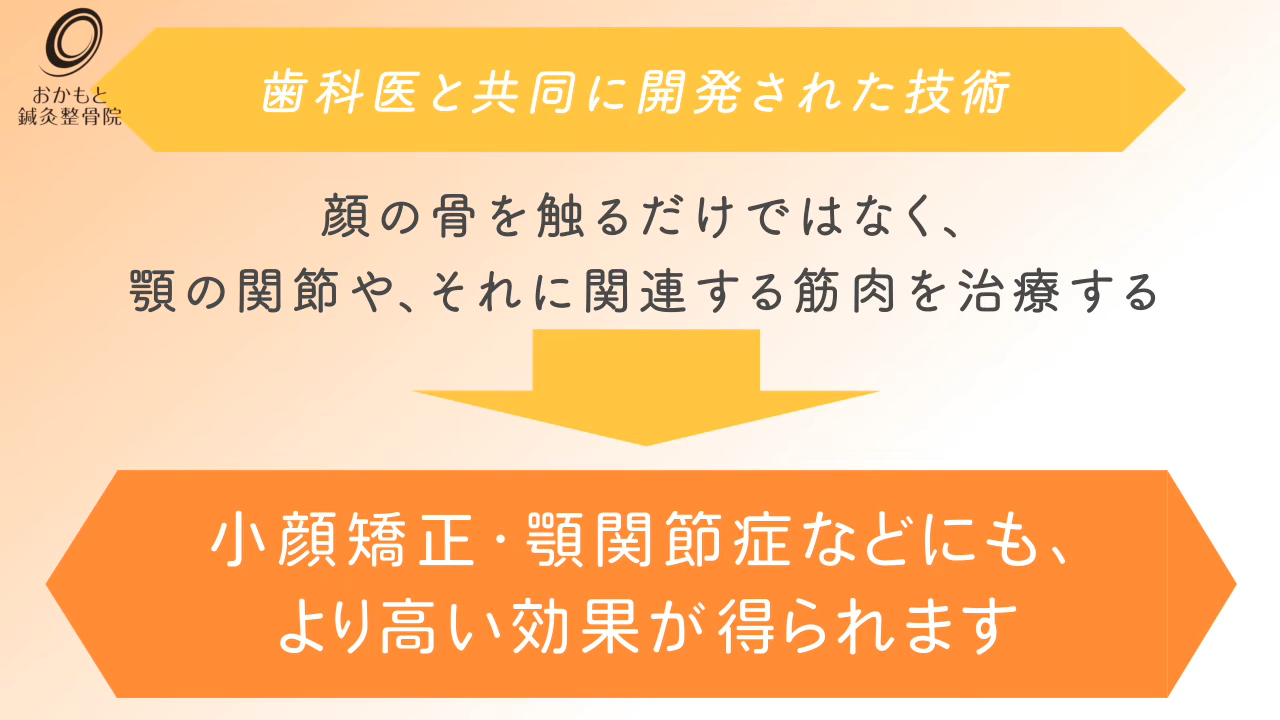 おかもと
鍼灸整骨院
歯科医と共同に開発された技術
顔の骨を触るだけではなく、
顎の関節や、それに関連する筋肉を治療する
小顔矯正・顎関節症などにも、
より高い効果が得られます